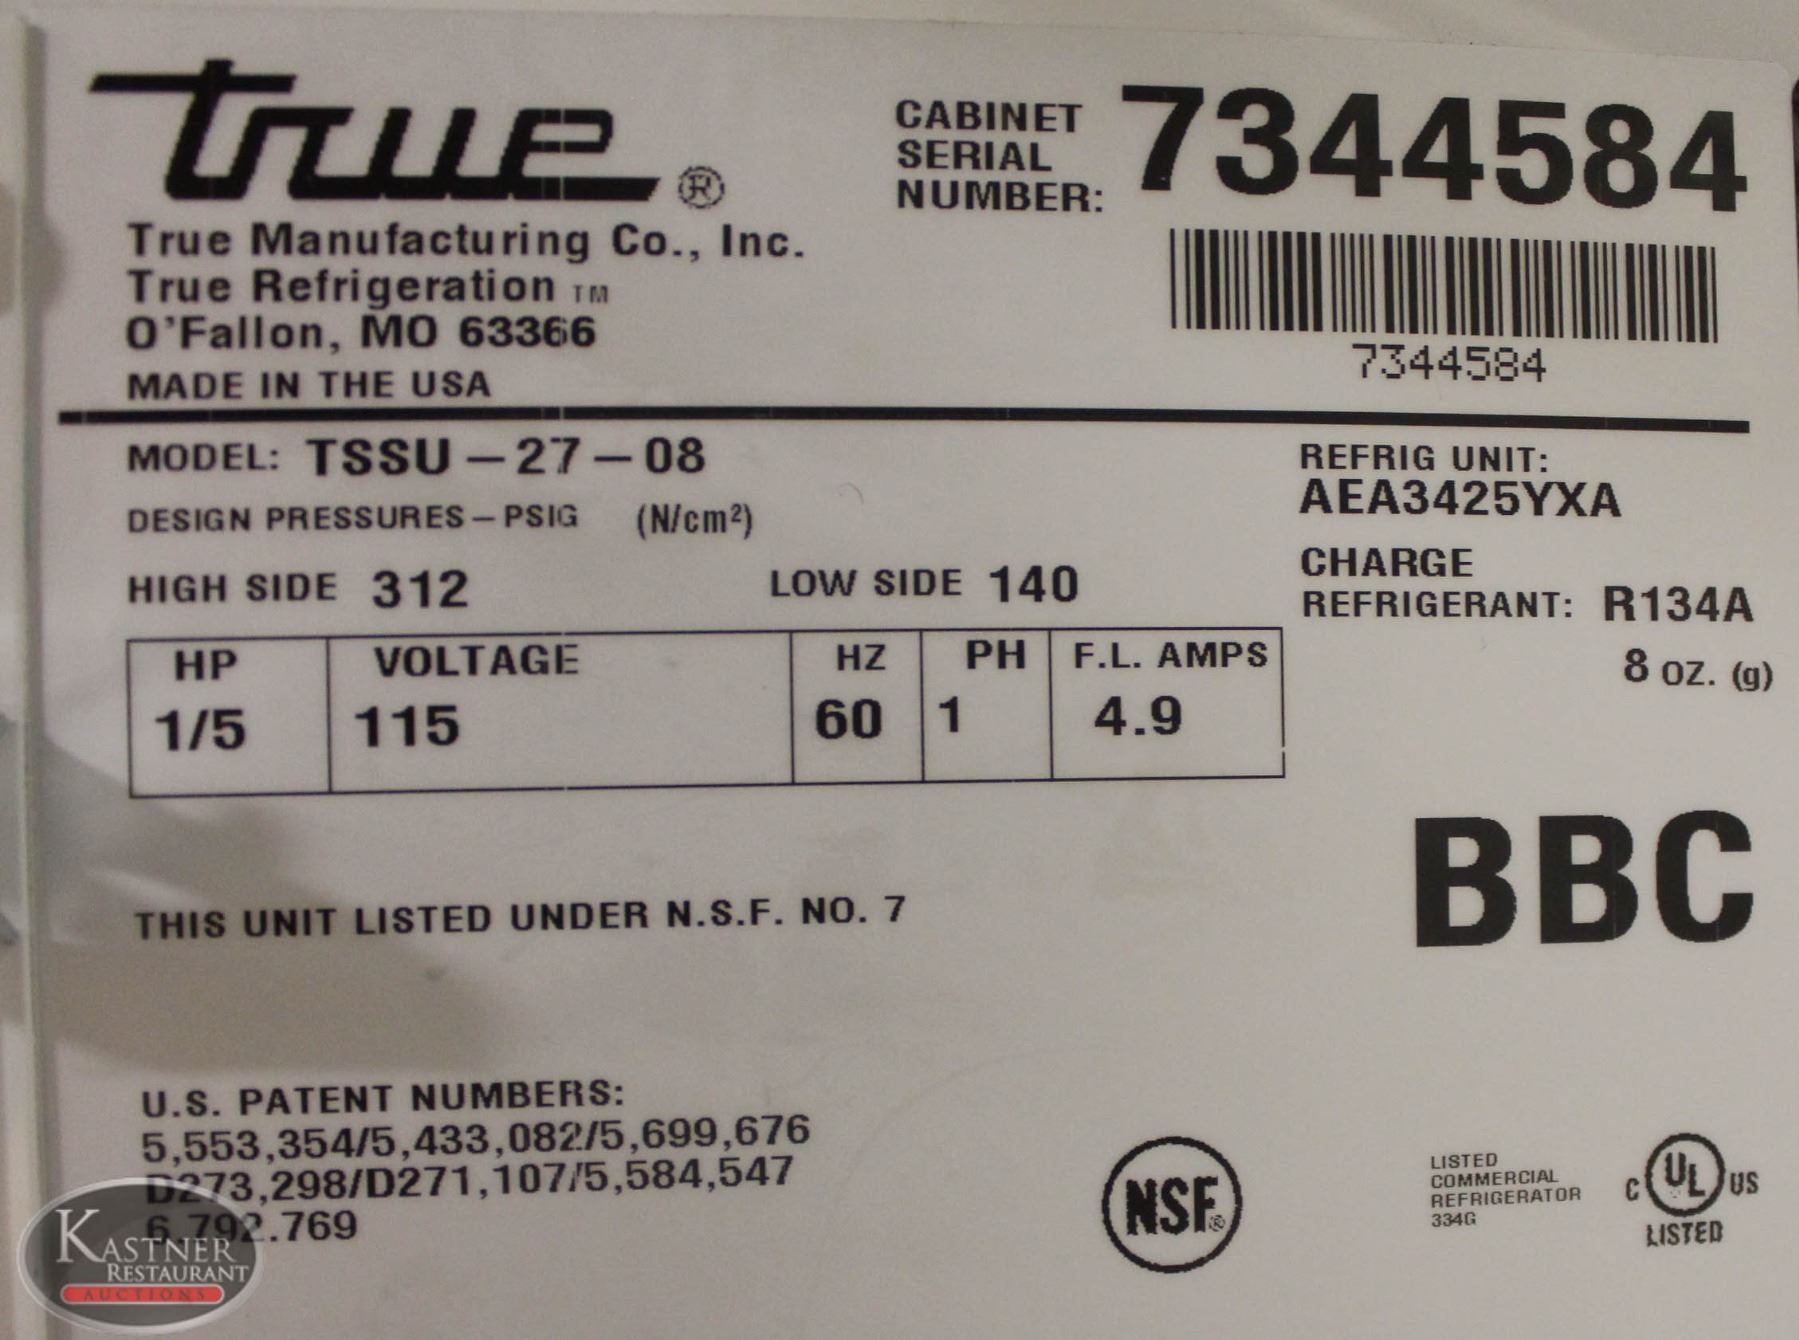 true ®
True Manufacturing Co., Inc.
True Refrigeration TM
O'Fallon, MO 63366
MADE IN THE USA
CABINET
SERIAL
NUMBER: 7344584
7344584
MODEL: TSSU-27-08
DESIGN PRESSURES-PSIG (N/cm²)
HIGH SIDE 312 LOW SIDE 140
REFRIG UNIT:
AEA3425YXA
CHARGE
REFRIGERANT: R134A
8 OZ. (g)
HP VOLTAGE HZ PH F.L. AMPS
1/5 115 60 1 4.9
BBC
THIS UNIT LISTED UNDER N.S.F. NO. 7
U.S. PATENT NUMBERS:
5,553,354/5,433,082/5,699,676
D273,298/D271,107/5,584,547
6.792.769
NSF®
LISTED
COMMERCIAL
REFRIGERATOR
334G
C UL US
LISTED
KASTNER
RESTAURANT
AUCTIONS